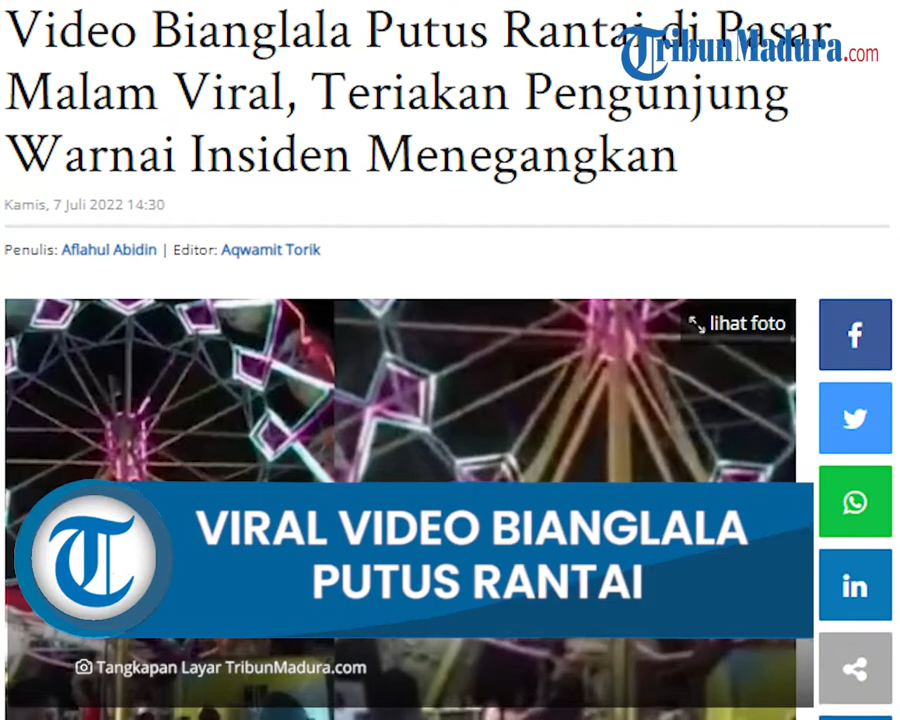 Video Bianglala Putus Rantai di Pasar
TribunMadura.com
Malam Viral, Teriakan Pengunjung
Warnai Insiden Menegangkan
Kamis, 7 Juli 2022 14:30
Penulis: Aflahul Abidin | Editor: Aqwamit Torik
lihat foto
VIRAL VIDEO BIANGLALA
PUTUS RANTAI
Tangkapan Layar TribunMadura.com